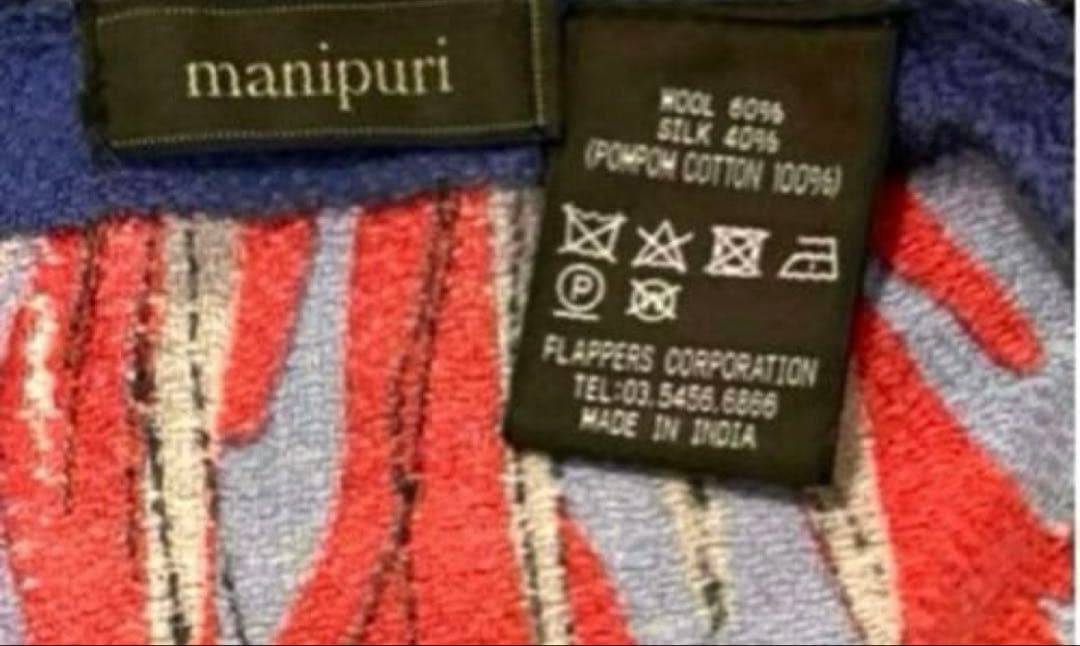 manipuri
WOOL 60%
SILK 40%
(POMPOM COTTON 100%)
P
W
FLAPPERS CORPORATION
TEL:03.5456.6866
MADE IN INDIA